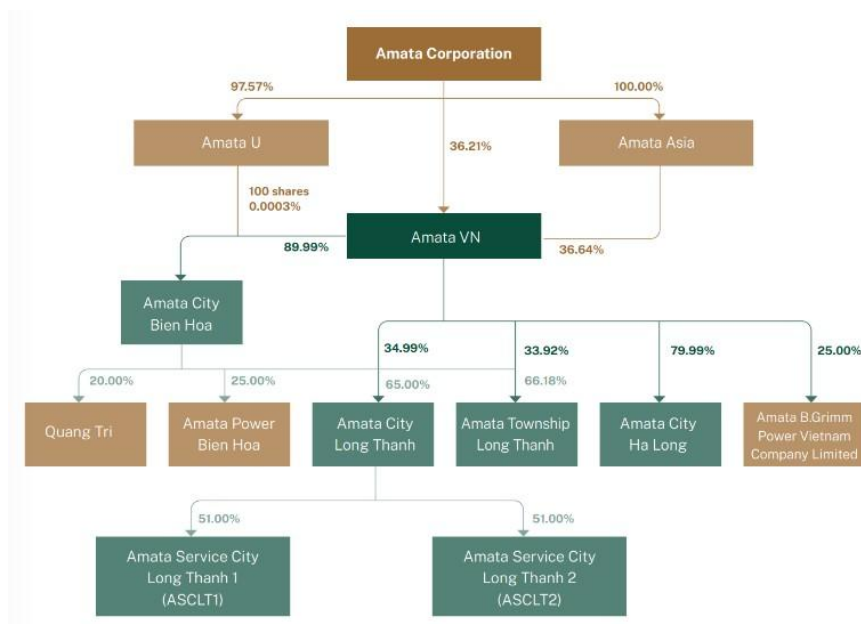 Amata Corporation
97.57%
100.00%
Amata U
36.21%
Amata Asia
100 shares
0.0003%
Amata VN
89.99%
36.64%
Amata City
Bien Hoa
34.99%
33.92%
79.99%
25.00%
20.00%
25.00%
65.00%
66.18%
Quang Tri
Amata Power
Bien Hoa
Amata City
Long Thanh
Amata Township
Long Thanh
Amata City
Ha Long
Amata B.Grimm
Power Vietnam
Company Limited
51.00%
51.00%
Amata Service City
Long Thanh 1
(ASCLT1)
Amata Service City
Long Thanh 2
(ASCLT2)